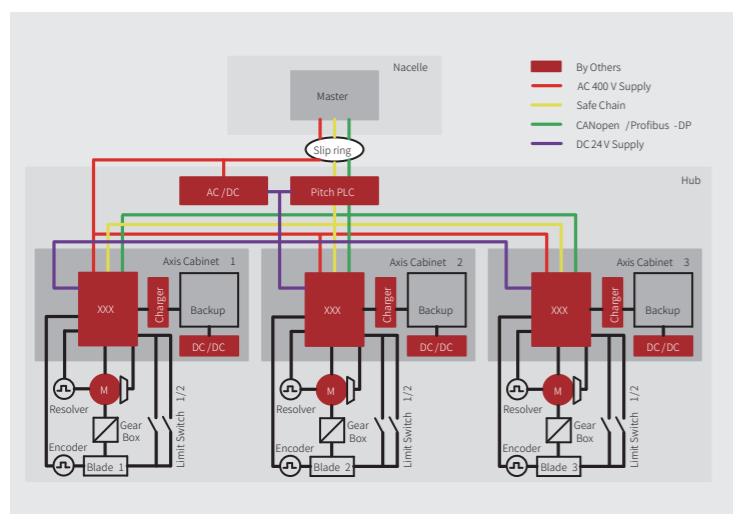 Nacelle
Master
By Others
AC 400 V Supply
Safe Chain
CANopen /Profibus -DP
DC 24 V Supply
Slip ring
Hub
AC /DC
Pitch PLC
Axis Cabinet 1
XXX
Charger
Backup
DC /DC
M
Resolver
Gear
Box
Limit Switch 1/2
Encoder
Blade 1
Axis Cabinet 2
XXX
Charger
Backup
DC /DC
M
Resolver
Gear
Box
Limit Switch 1/2
Encoder
Blade 2
Axis Cabinet 3
XXX
Charger
Backup
DC /DC
M
Resolver
Gear
Box
Limit Switch 1/2
Encoder
Blade 3